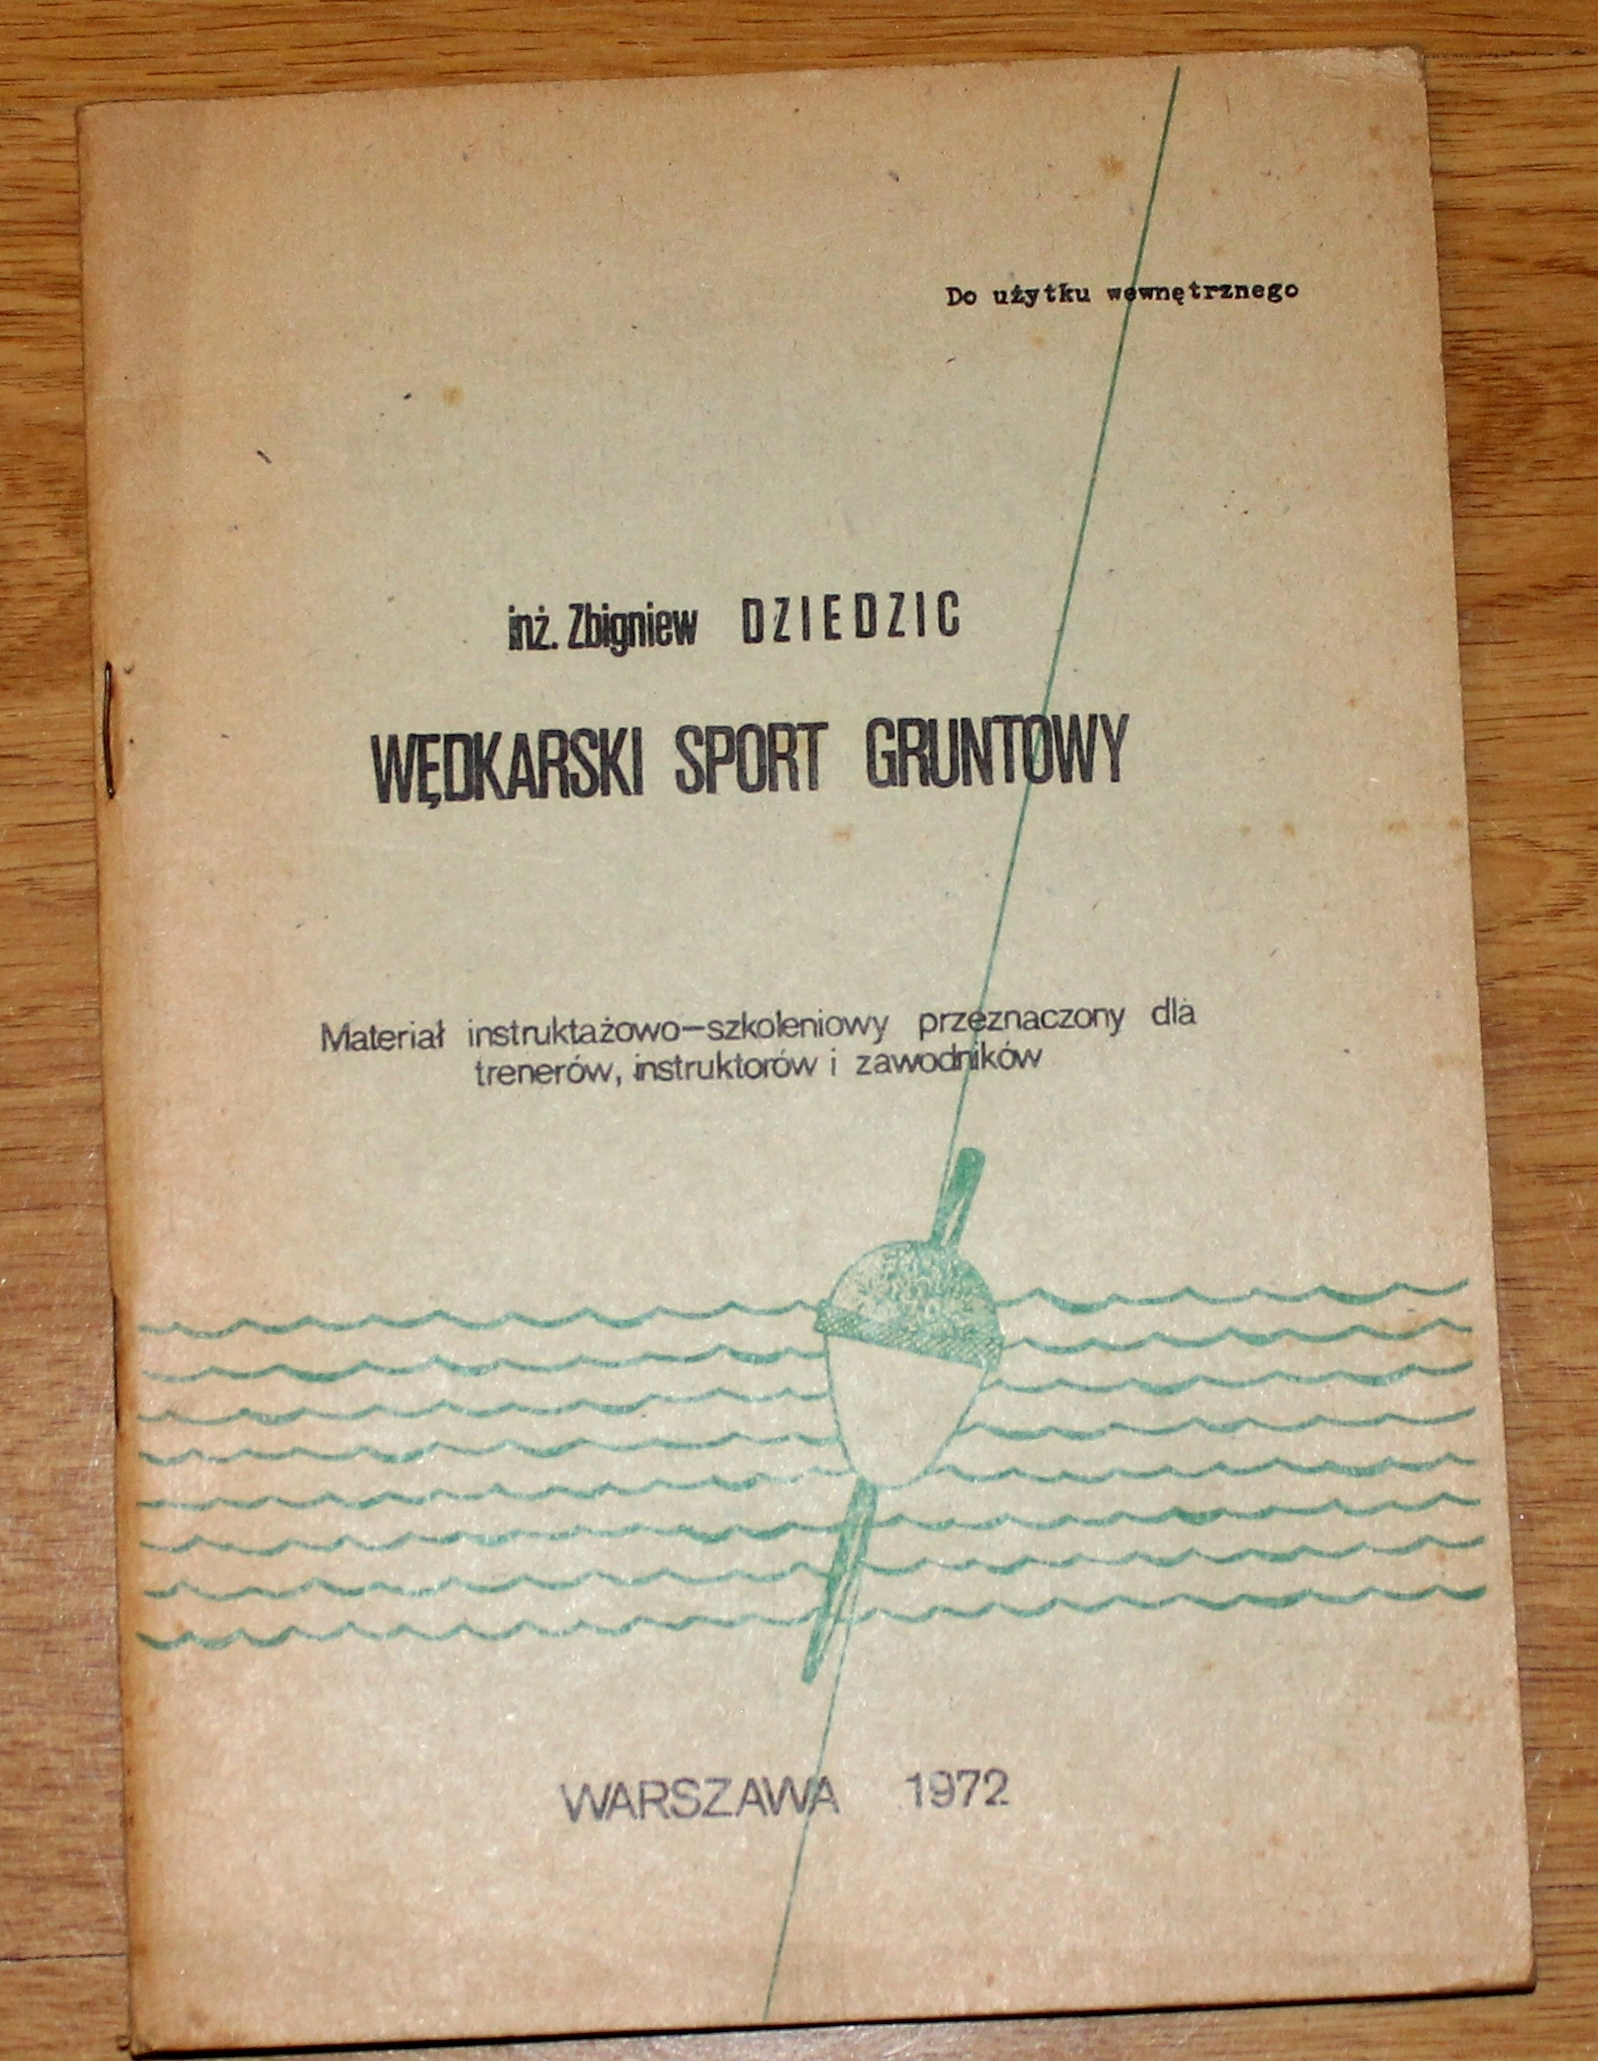 Do użytku wewnętrznego
inż. Zbigniew DZIEDZIC
WĘDKARSKI SPORT GRUNTOWY
Materiał instruktażowo-szkoleniowy przeznaczony dla
trenerów, instruktorów i zawodników
WARSZAWA 1972